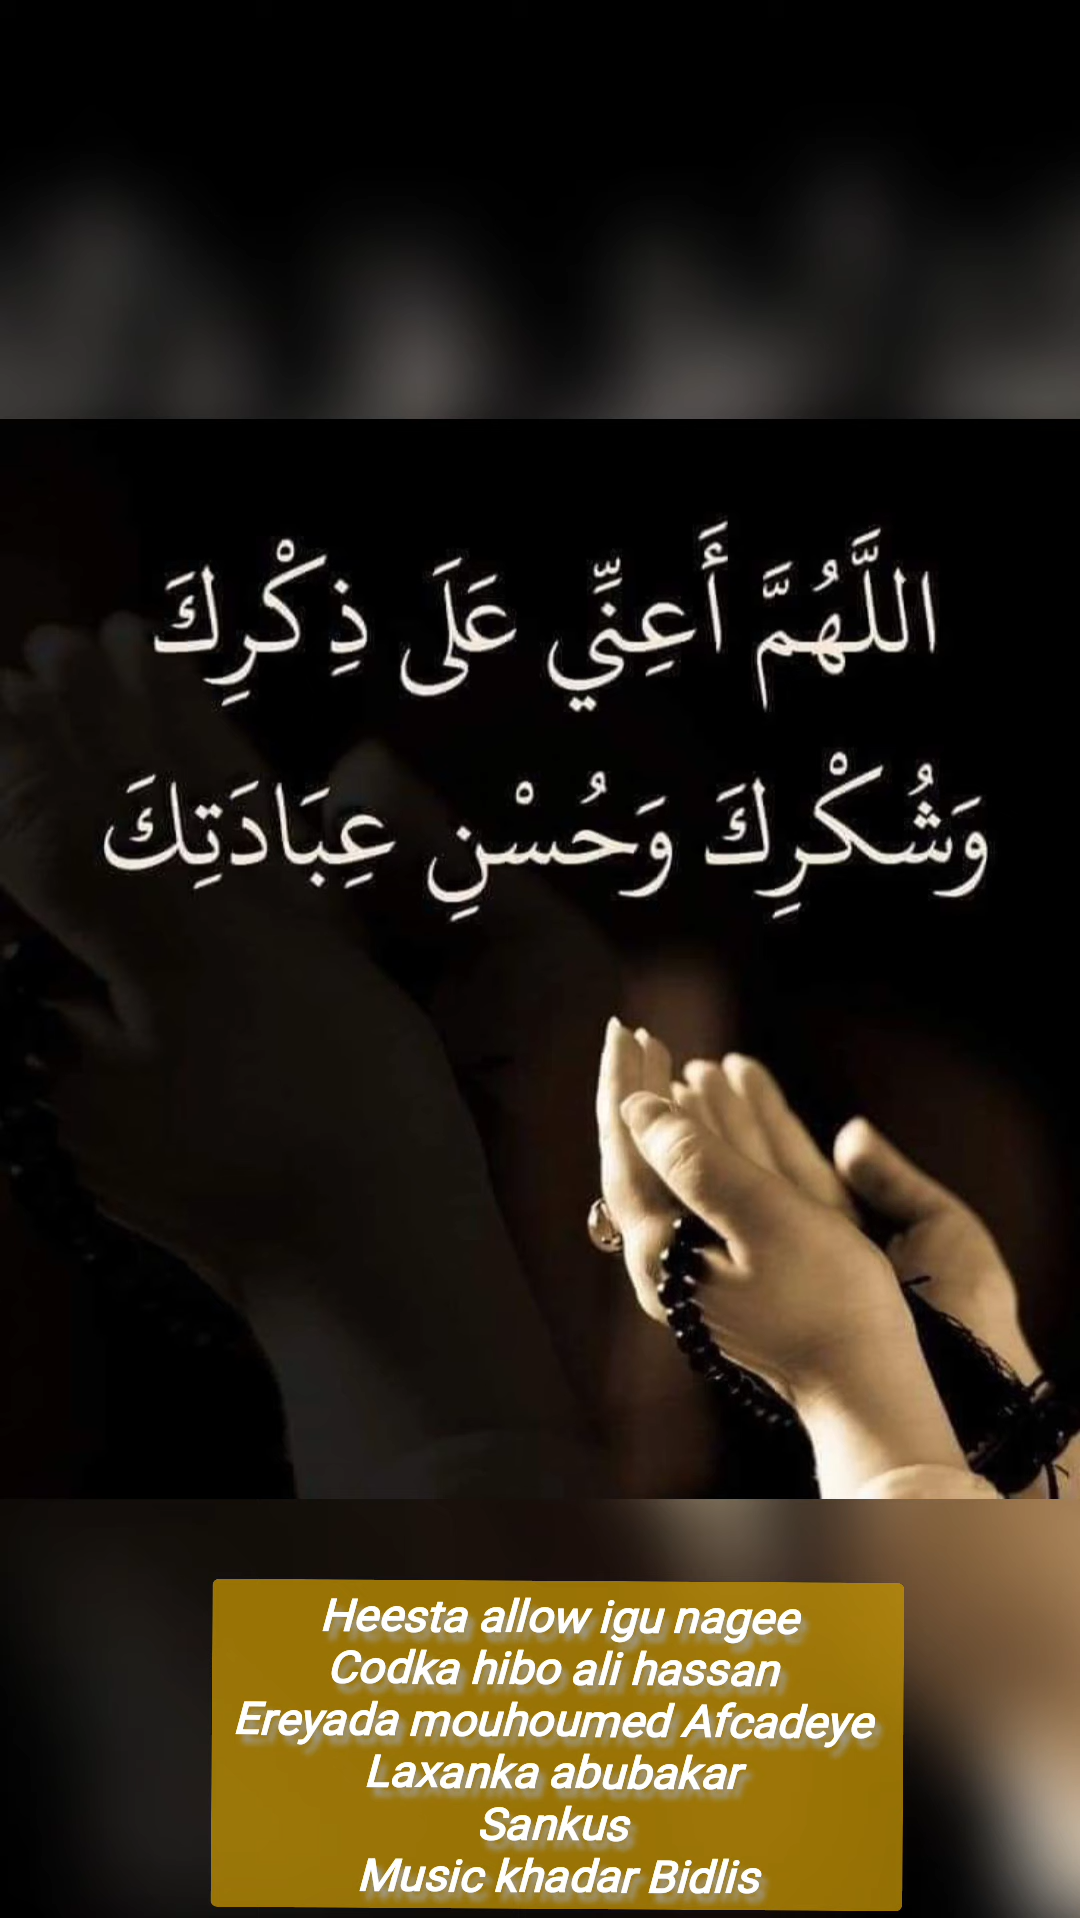 اللَّهُمَّ أَعِنِّي عَلَى ذِكْرِكَ
وَشُكْرِكَ وَحُسْنِ عِبَادَتِكَ
Heesta allow igu nagee
Codka hibo ali hassan
Ereyada mouhoumed Afcadeye
Laxanka abubakar
Sankus
Music khadar Bidlis